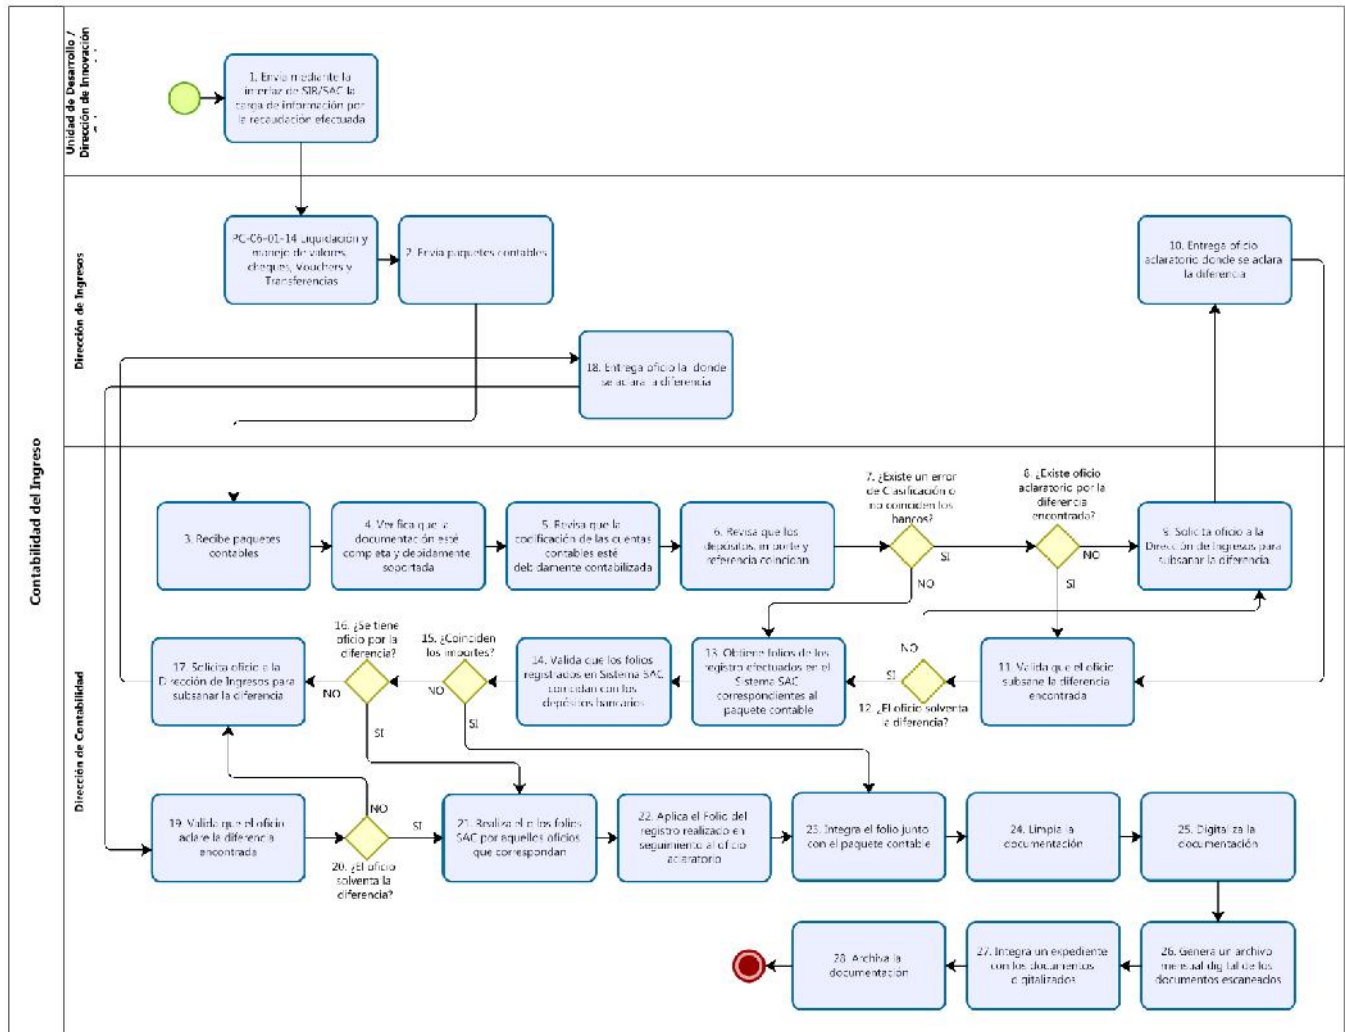 Contabilidad del Ingreso
Unidad de Desarrollo /
Dirección de Innovación
1. Envía mediante la
interfaz de SIR/SAC la
carga de información por
la recaudación efectuada
Dirección de Ingresos
PC-06-01-14 Liquidación y
manejo de valores,
cheques, Vouchers y
Transferencias
2. Envía paquetes contables
10. Entrega oficio
aclaratorio donde se aclara
la diferencia
18. Entrega oficio la donde
se aclara la diferencia
Dirección de Contabilidad
7. ¿Existe un error
de Clasificación o
no coinciden los
bancos?
8. ¿Existe oficio
aclaratorio por la
diferencia
encontrada?
3. Recibe paquetes
contables
4. Verifica que la
documentación esté
completa y debidamente
soportada
5. Revisa que la
codificación de las cuentas
contables esté
debidamente contabilizada
6. Revisa que los
depósitos, importe y
referencia coincidan
SI
NO
NO
SI
9. Solicita oficio a la
Dirección de Ingresos para
subsanar la diferencia.
17. Solicita oficio a la
Dirección de Ingresos para
subsanar la diferencia
16. ¿Se tiene
oficio por la
diferencia?
NO
SI
15. ¿Coinciden
los importes?
NO
SI
14. Valida que los folios
registrados en Sistema SAC
coincidan con los
depósitos bancarios
13. Obtiene folios de los
registro efectuados en el
Sistema SAC
correspondientes al
paquete contable
NO
SI
12. ¿El oficio solventa
la diferencia?
11. Valida que el oficio
subsane la diferencia
encontrada
19. Valida que el oficio
aclare la diferencia
encontrada
NO
SI
20. ¿El oficio
solventa la
diferencia?
21. Realiza el o los folios
SAC por aquellos oficios
que correspondan
22. Aplica el Folio del
registro realizado en
seguimiento al oficio
aclaratorio
23. Integra el folio junto
con el paquete contable
24. Limpia la
documentación
25. Digitaliza la
documentación
28. Archiva la
documentación
27. Integra un expediente
con los documentos
digitalizados
26. Genera un archivo
mensual digital de los
documentos escaneados